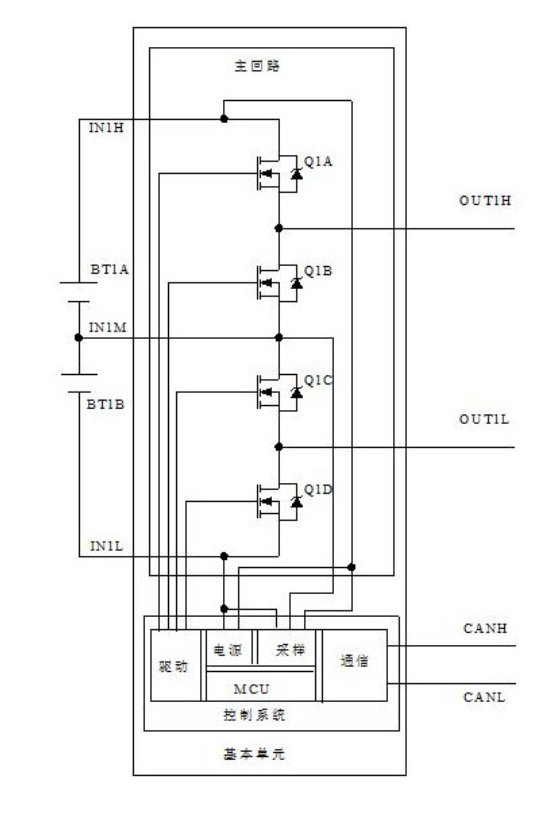 主回路
IN1H
Q1A
OUT1H
BT1A
Q1B
IN1M
Q1C
BT1B
OUT1L
Q1D
IN1L
CANH
驱动
电源
采样
通信
MCU
CANL
控制系统
基本单元